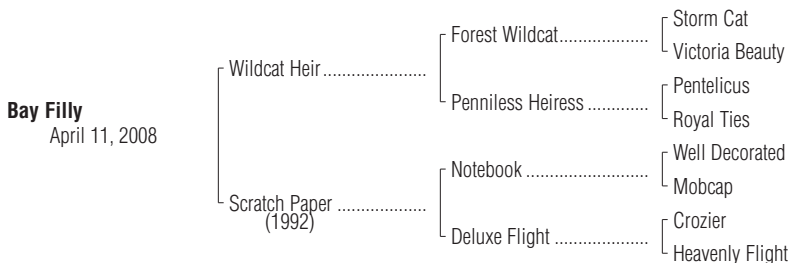 Storm Cat
Forest Wildcat....................
Victoria Beauty
Wildcat Heir.......................
Pentelicus
Penniless Heiress .............
Royal Ties
Bay Filly
April 11, 2008
Well Decorated
Notebook ...........................
Mobcap
Scratch Paper ....................
(1992)
Crozier
Deluxe Flight .....................
Heavenly Flight